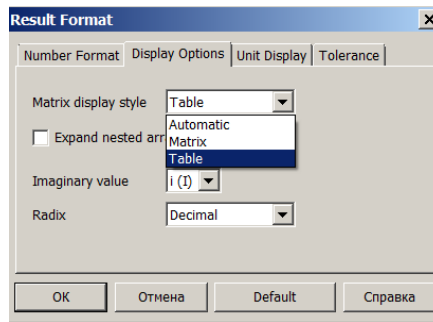 Result Format
Number Format Display Options Unit Display Tolerance
Matrix display style Table
Automatic
Expand nested Matrix
Table
Imaginary value i (I)
Radix Decimal
OK Отмена Default Справка